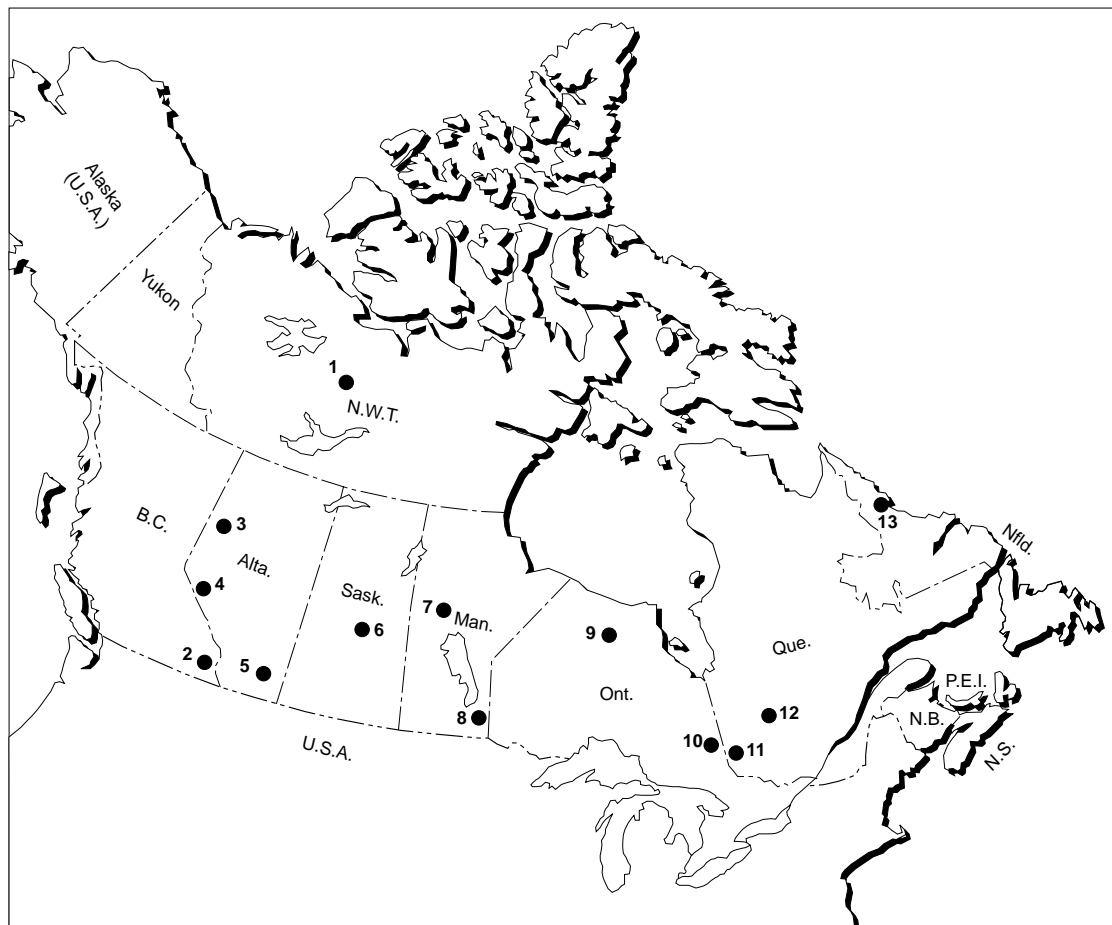 Alaska
(U.S.A.)
Yukon
1
N.W.T.
B.C.
3
Alta.
4
Sask.
7
Man.
6
2
5
8
U.S.A.
9
Ont.
10
11
Que.
12
13
Nfld.
P.E.I.
N.B.
N.S.